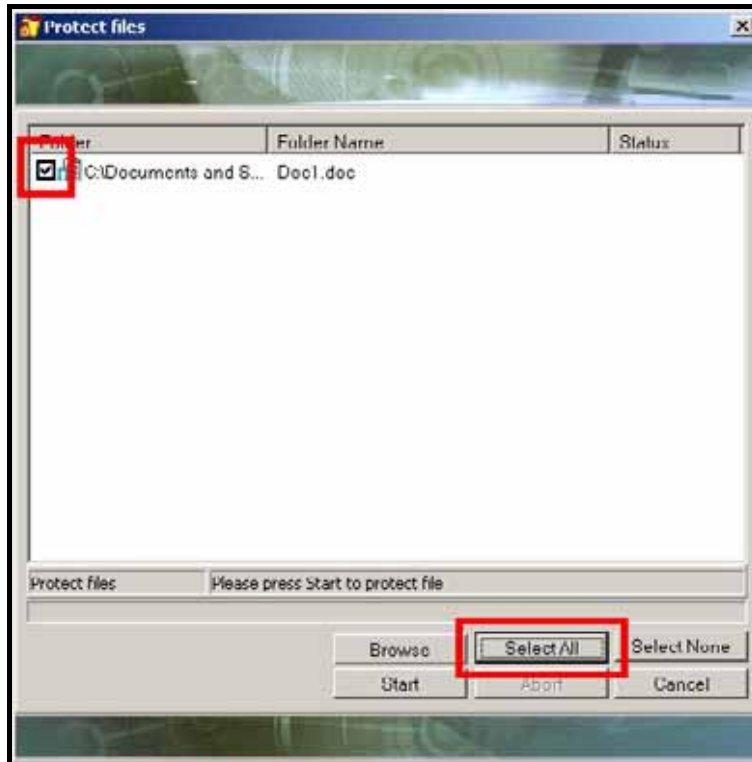 Protect files
Folder Folder Name Status
C:\Documents and S... Doc1.doc
Protect files Please press Start to protect file
Browse Select All Select None
Start Abort Cancel